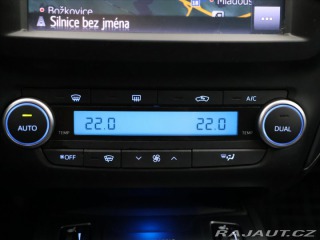 Božkovice
Mladous
Silnice bez jména
A/C
AUTO
TEMP
22.0
22.0
TEMP
DUAL
OFF
RAJAUT.CZ